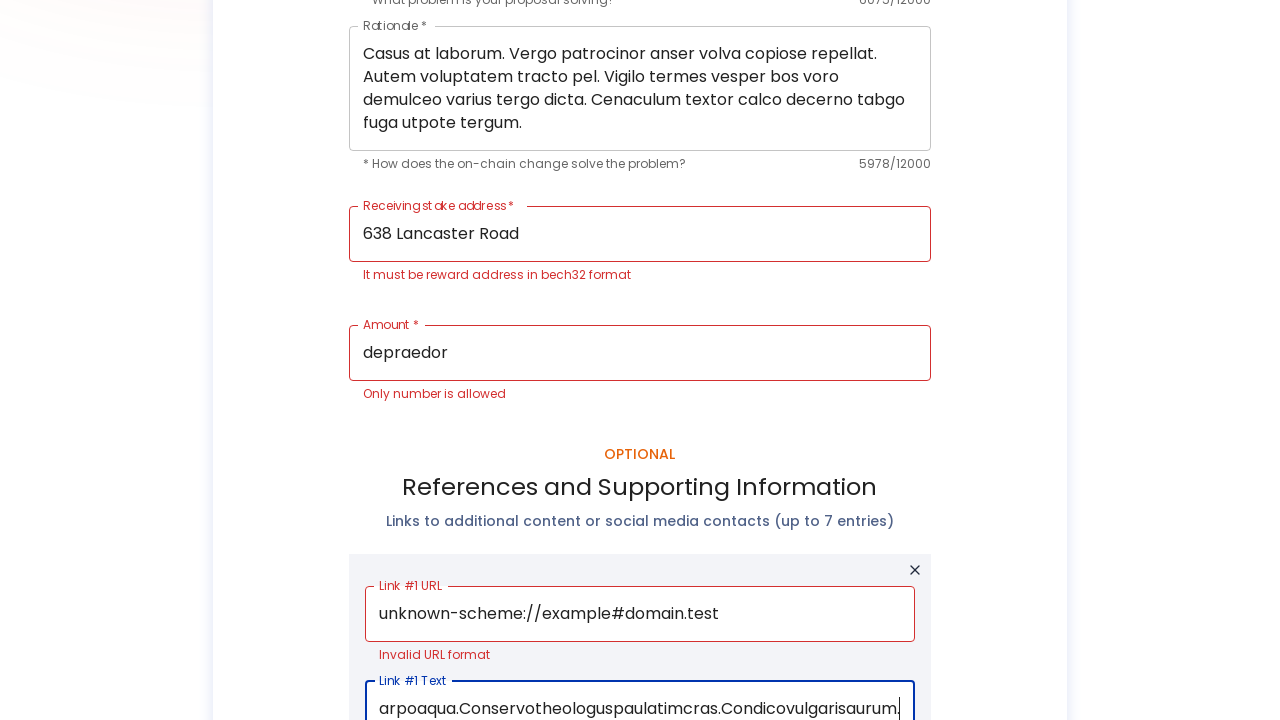 * What problem is your proposal solving?
6075/12000
Rationale *
Casus at laborum. Vergo patrocinor anser volva copiose repellat.
Autem voluptatem tracto pel. Vigilo termes vesper bos voro
demulceo varius tergo dicta. Cenaculum textor calco decerno tabgo
fuga utpote tergum.
* How does the on-chain change solve the problem?
5978/12000
Receiving stake address *
638 Lancaster Road
It must be reward address in bech32 format
Amount *
depraedor
Only number is allowed
OPTIONAL
References and Supporting Information
Links to additional content or social media contacts (up to 7 entries)
Link #1 URL
unknown-scheme://example#domain.test
Invalid URL format
Link #1 Text
arpoaqua.Conservotheologuspaulatimcras.Condicovulgarisaurum.